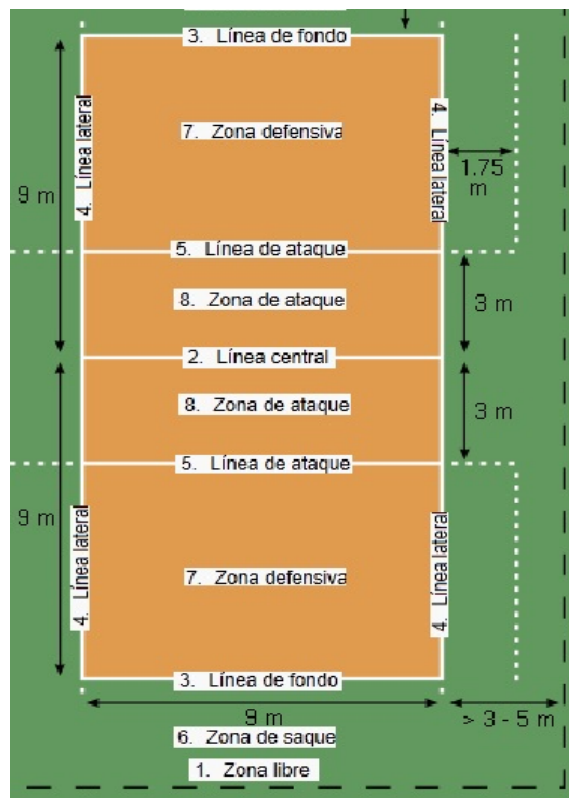 3. Línea de fondo
7. Zona defensiva
4. Línea lateral
4. Línea lateral
1.75
m
9 m
5. Línea de ataque
8. Zona de ataque
3 m
2. Línea central
8. Zona de ataque
3 m
5. Línea de ataque
9 m
4. Línea lateral
7. Zona defensiva
4. Línea lateral
3. Línea de fondo
9 m
> 3 - 5 m
6. Zona de saque
1. Zona libre